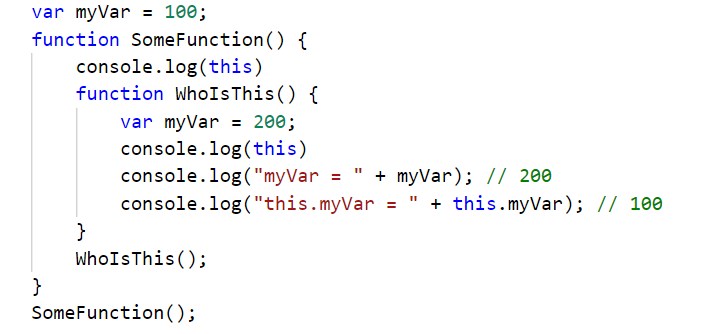 var myVar = 100;
function SomeFunction() {
    console.log(this)
    function WhoIsThis() {
        var myVar = 200;
        console.log(this)
        console.log("myVar = " + myVar); // 200
        console.log("this.myVar = " + this.myVar); // 100
    }
    WhoIsThis();
}
SomeFunction();